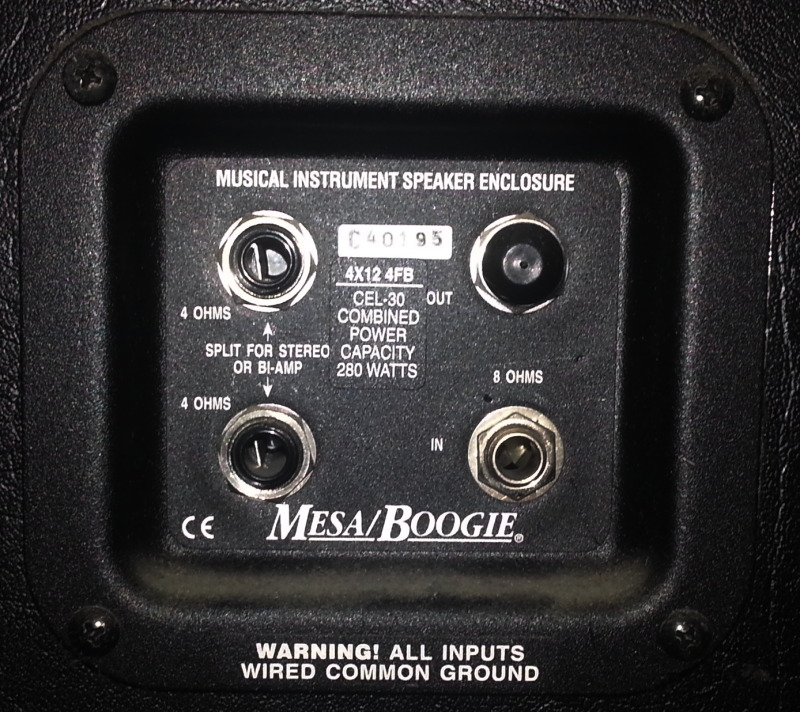 MUSICAL INSTRUMENT SPEAKER ENCLOSURE
C40195
4X12 4FB
CEL-30
COMBINED
POWER
CAPACITY
280 WATTS
OUT
4 OHMS
SPLIT FOR STEREO
OR BI-AMP
4 OHMS
8 OHMS
IN
CE
MESA/BOOGIE®
WARNING! ALL INPUTS
WIRED COMMON GROUND